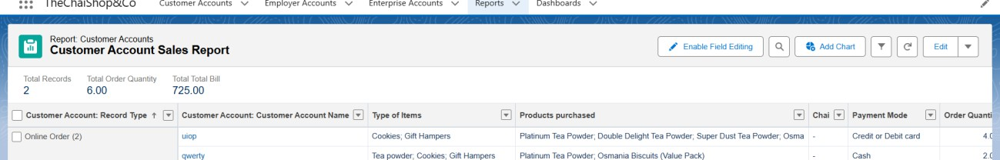 TheChaiShop&Co Customer Accounts Employer Accounts Enterprise Accounts Reports Dashboards
Report: Customer Accounts
Customer Account Sales Report
Enable Field Editing Add Chart Edit
Total Records Total Order Quantity Total Total Bill
2 6.00 725.00
Customer Account: Record Type ↑ Customer Account: Customer Account Name Type of Items Products purchased Chai Payment Mode Order Quanti
Online Order (2) uiop Cookies; Gift Hampers Platinum Tea Powder; Double Delight Tea Powder; Super Dust Tea Powder; Osma - Credit or Debit card 4.0
qwerty Tea powder; Cookies; Gift Hampers Platinum Tea Powder; Osmania Biscuits (Value Pack) - Cash 2.0